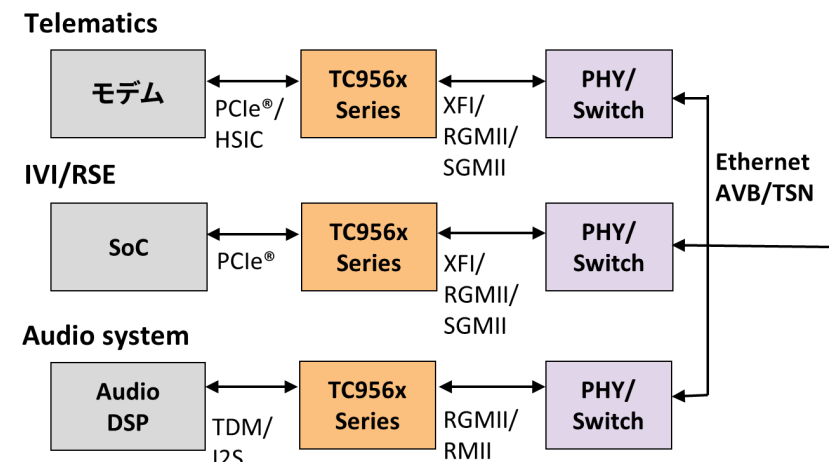 Telematics
モデム
PCIe®/
HSIC
TC956x
Series
XFI/
RGMII/
SGMII
PHY/
Switch
Ethernet
AVB/TSN
IVI/RSE
SoC
PCIe®
TC956x
Series
XFI/
RGMII/
SGMII
PHY/
Switch
Audio system
Audio
DSP
TDM/
I2S
TC956x
Series
RGMII/
RMII
PHY/
Switch